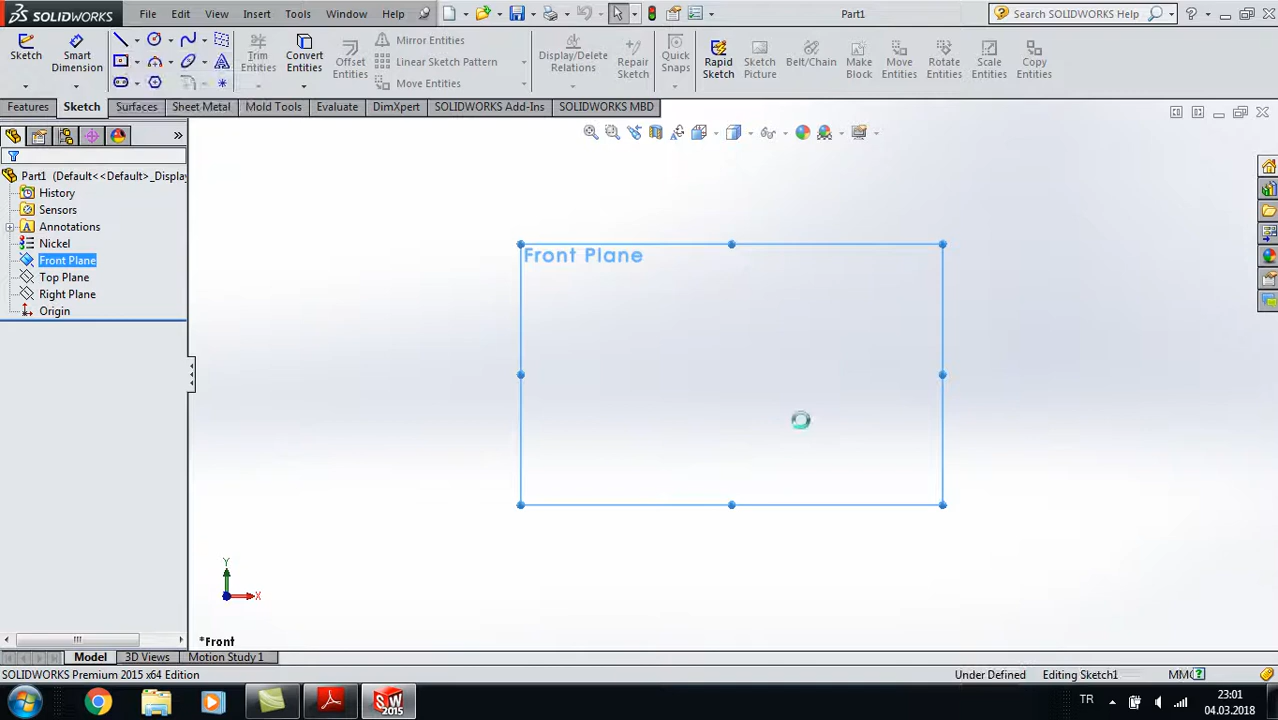 SOLIDWORKS File Edit View Insert Tools Window Help Part1 Search SOLIDWORKS Help
Sketch Smart Dimension Trim Entities Convert Entities Offset Entities Mirror Entities Linear Sketch Pattern Move Entities Display/Delete Relations Repair Sketch Quick Snaps Rapid Sketch Sketch Picture Belt/Chain Make Block Move Entities Rotate Entities Scale Entities Copy Entities
Features Sketch Surfaces Sheet Metal Mold Tools Evaluate DimXpert SOLIDWORKS Add-Ins SOLIDWORKS MBD
Part1 (Default<<Default>_Display
History
Sensors
Annotations
Nickel
Front Plane
Top Plane
Right Plane
Origin
Front Plane
Y
X
*Front
Model 3D Views Motion Study 1
SOLIDWORKS Premium 2015 x64 Edition Under Defined Editing Sketch1 MM
TR 23:01
04.03.2018
SW
2015